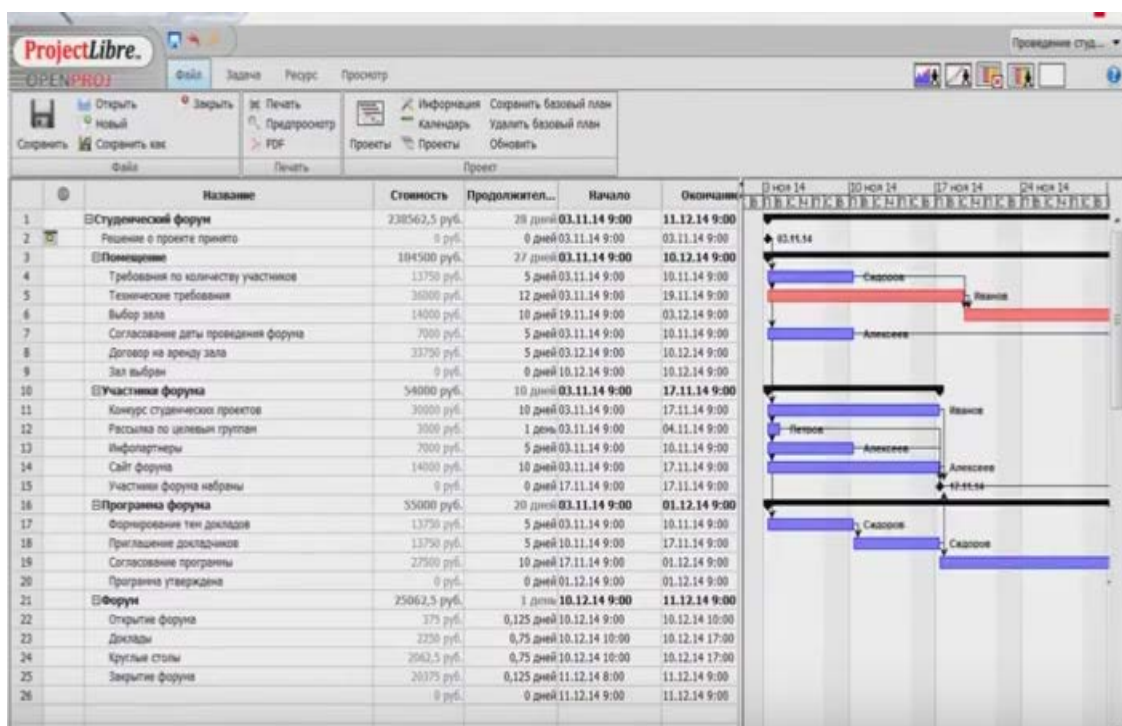 ProjectLibre
OPENPROJ
Проведение студ...
Файл Задача Ресурс Просмотр
Сохранить
Открыть
Новый
Сохранить как
Закрыть
Файл
Печать
Предпросмотр
PDF
Печать
Проекты
Информация
Календарь
Проекты
Сохранить базовый план
Удалить базовый план
Обновить
Проект
Название Стоимость Продолжител... Начало Окончание
3 ноя 14 10 ноя 14 17 ноя 14 24 ноя 14
1 Студенческий форум 238562,5 руб. 28 дней 03.11.14 9:00 11.12.14 9:00
2 Решение о проекте принято 0 руб. 0 дней 03.11.14 9:00 03.11.14 9:00 03.11.14
3 Помещение 104500 руб. 27 дней 03.11.14 9:00 10.12.14 9:00
4 Требования по количеству участников 13750 руб. 5 дней 03.11.14 9:00 10.11.14 9:00 Сидоров
5 Технические требования 36000 руб. 12 дней 03.11.14 9:00 19.11.14 9:00 Иванов
6 Выбор зала 14000 руб. 10 дней 19.11.14 9:00 03.12.14 9:00
7 Согласование даты проведения форума 7000 руб. 5 дней 03.11.14 9:00 10.11.14 9:00 Алексеев
8 Договор на аренду зала 33750 руб. 5 дней 03.12.14 9:00 10.12.14 9:00
9 Зал выбран 0 руб. 0 дней 10.12.14 9:00 10.12.14 9:00
10 Участники форума 54000 руб. 10 дней 03.11.14 9:00 17.11.14 9:00
11 Конкурс студенческих проектов 30000 руб. 10 дней 03.11.14 9:00 17.11.14 9:00 Иванов
12 Рассылка по целевым группам 3000 руб. 1 день 03.11.14 9:00 04.11.14 9:00 Петров
13 Инфопартнеры 7000 руб. 5 дней 03.11.14 9:00 10.11.14 9:00 Алексеев
14 Сайт форума 14000 руб. 10 дней 03.11.14 9:00 17.11.14 9:00 Алексеев
15 Участники форума набраны 0 руб. 0 дней 17.11.14 9:00 17.11.14 9:00 17.11.14
16 Программа форума 55000 руб. 20 дней 03.11.14 9:00 01.12.14 9:00
17 Формирование тем докладов 13750 руб. 5 дней 03.11.14 9:00 10.11.14 9:00 Сидоров
18 Приглашение докладчиков 13750 руб. 5 дней 10.11.14 9:00 17.11.14 9:00 Сидоров
19 Согласование программы 27500 руб. 10 дней 17.11.14 9:00 01.12.14 9:00
20 Программа утверждена 0 руб. 0 дней 01.12.14 9:00 01.12.14 9:00
21 Форум 25062,5 руб. 1 день 10.12.14 9:00 11.12.14 9:00
22 Открытие форума 375 руб. 0,125 дней 10.12.14 9:00 10.12.14 10:00
23 Доклады 2250 руб. 0,75 дней 10.12.14 10:00 10.12.14 17:00
24 Круглые столы 2062,5 руб. 0,75 дней 10.12.14 10:00 10.12.14 17:00
25 Закрытие форума 20375 руб. 0,125 дней 11.12.14 8:00 11.12.14 9:00
26 0 руб. 0 дней 11.12.14 9:00 11.12.14 9:00